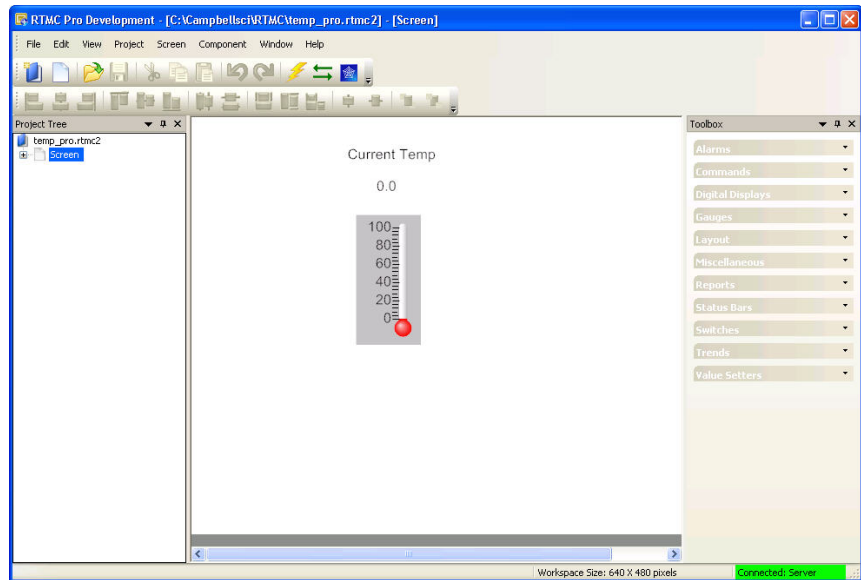 RTMC Pro Development - [C:\Campbellsci\RTMC\temp_pro.rtmc2] - [Screen]
File Edit View Project Screen Component Window Help
Project Tree
temp_pro.rtmc2
Screen
Current Temp
0.0
100
80
60
40
20
0
Toolbox
Alarms
Commands
Digital Displays
Gauges
Layout
Miscellaneous
Reports
Status Bars
Switches
Trends
Value Setters
Workspace Size: 640 X 480 pixels
Connected: Server